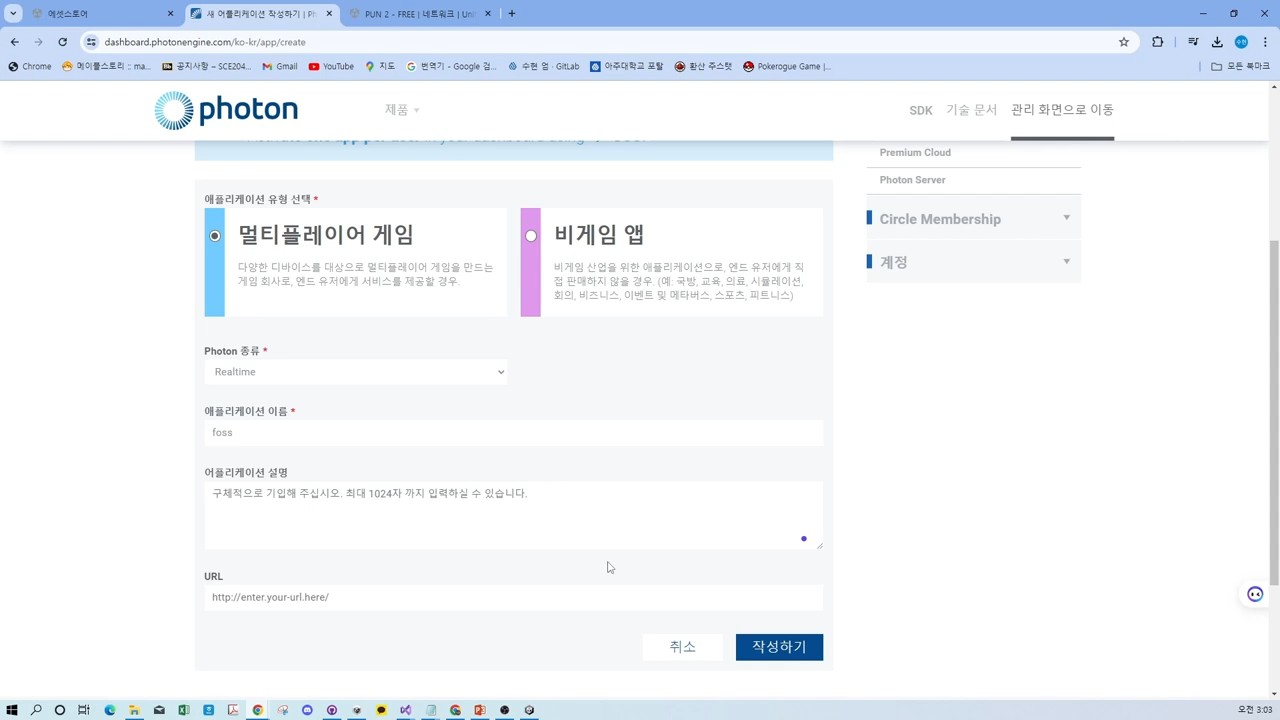 에셋스토어
새 어플리케이션 작성하기 | Ph
PUN 2 - FREE | 네트워크 | Uni
dashboard.photonengine.com/ko-kr/app/create
Chrome
메이플스토리 :: ma...
공지사항 – SCE204...
Gmail
YouTube
지도
번역기 - Google 검...
수현 업 · GitLab
아주대학교 포탈
환산 주스탯
Pokerogue Game |...
모든 북마크
photon
제품
SDK
기술 문서
관리 화면으로 이동
Premium Cloud
Photon Server
Circle Membership
계정
애플리케이션 유형 선택 *
멀티플레이어 게임
다양한 디바이스를 대상으로 멀티플레이어 게임을 만드는
게임 회사로, 엔드 유저에게 서비스를 제공할 경우.
비게임 앱
비게임 산업을 위한 애플리케이션으로, 엔드 유저에게 직
접 판매하지 않을 경우. (예: 국방, 교육, 의료, 시뮬레이션,
회의, 비즈니스, 이벤트 및 메타버스, 스포츠, 피트니스)
Photon 종류 *
Realtime
애플리케이션 이름 *
foss
어플리케이션 설명
구체적으로 기입해 주십시오. 최대 1024자 까지 입력하실 수 있습니다.
URL
http://enter.your-url.here/
취소
작성하기
오전 3:03